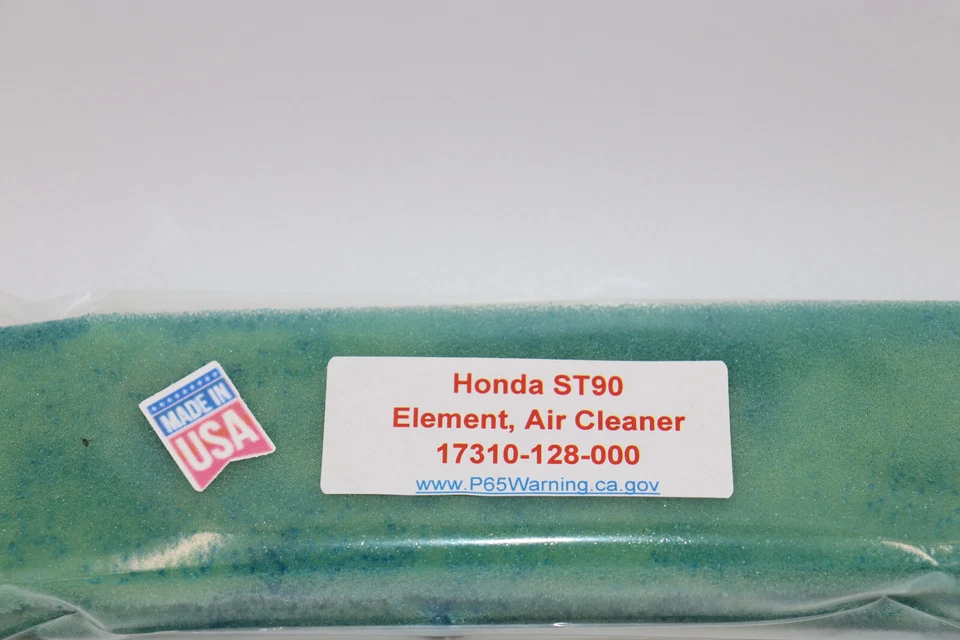 MADE IN
USA
Honda ST90
Element, Air Cleaner
17310-128-000
www.P65Warning.ca.gov